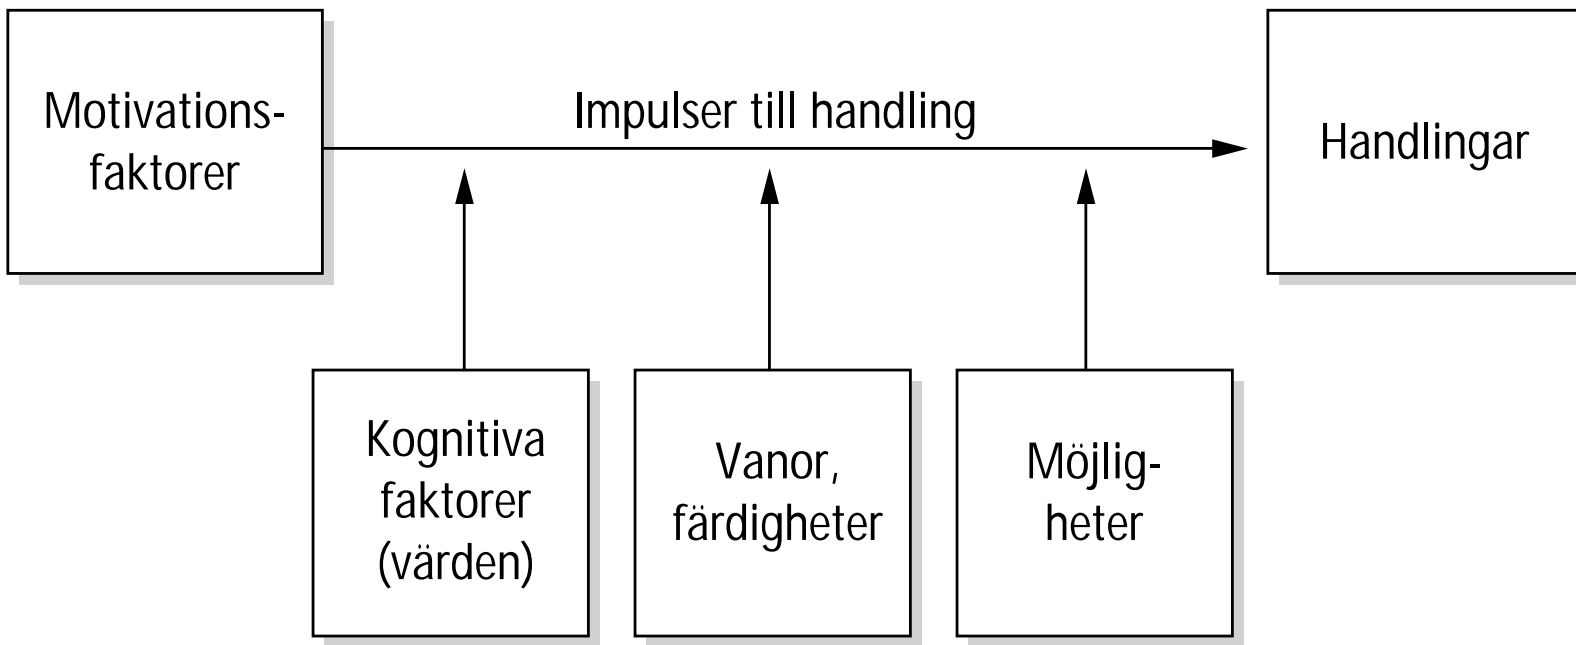 Motivations-
faktorer
Impulser till handling
Handlingar
Kognitiva
faktorer
(värden)
Vanor,
färdigheter
Möjlig-
heter